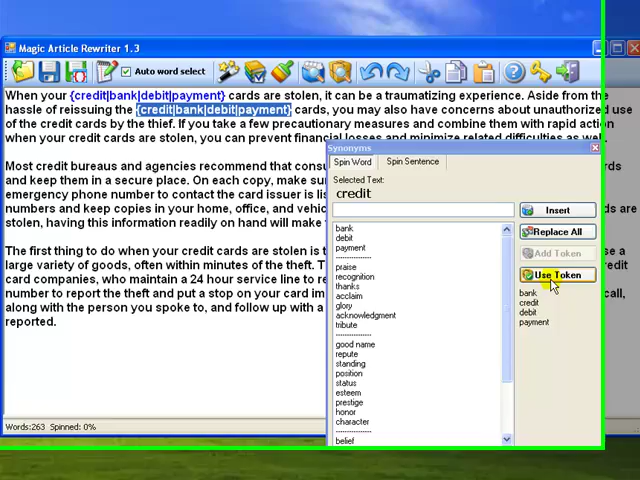 Magic Article Rewriter 1.3
Auto word select
When your {credit|bank|debit|payment} cards are stolen, it can be a traumatizing experience. Aside from the
hassle of reissuing the {credit|bank|debit|payment} cards, you may also have concerns about unauthorized use
of the credit cards by the thief. If you take a few precautionary measures and combine them with rapid action
when your credit cards are stolen, you can prevent financial losses and minimize related difficulties as well.
Most credit bureaus and agencies recommend that consu
and keep them in a secure place. On each copy, make sur
emergency phone number to contact the card issuer is lis
numbers and keep copies in your home, office, and vehic
stolen, having this information readily on hand will make
The first thing to do when your credit cards are stolen is t
large variety of goods, often within minutes of the theft. T
card companies, who maintain a 24 hour service line to re
number to report the theft and put a stop on your card im
along with the person you spoke to, and follow up with a
reported.
ards
s
e a
redit
call,
Synonyms
Spin Word
Spin Sentence
Selected Text:
credit
Insert
Replace All
Add Token
Use Token
bank
debit
payment
----------------
praise
recognition
thanks
acclaim
glory
acknowledgment
tribute
----------------
good name
repute
standing
position
status
esteem
prestige
honor
character
----------------
belief
bank
credit
debit
payment
Words:263 Spinned: 0%